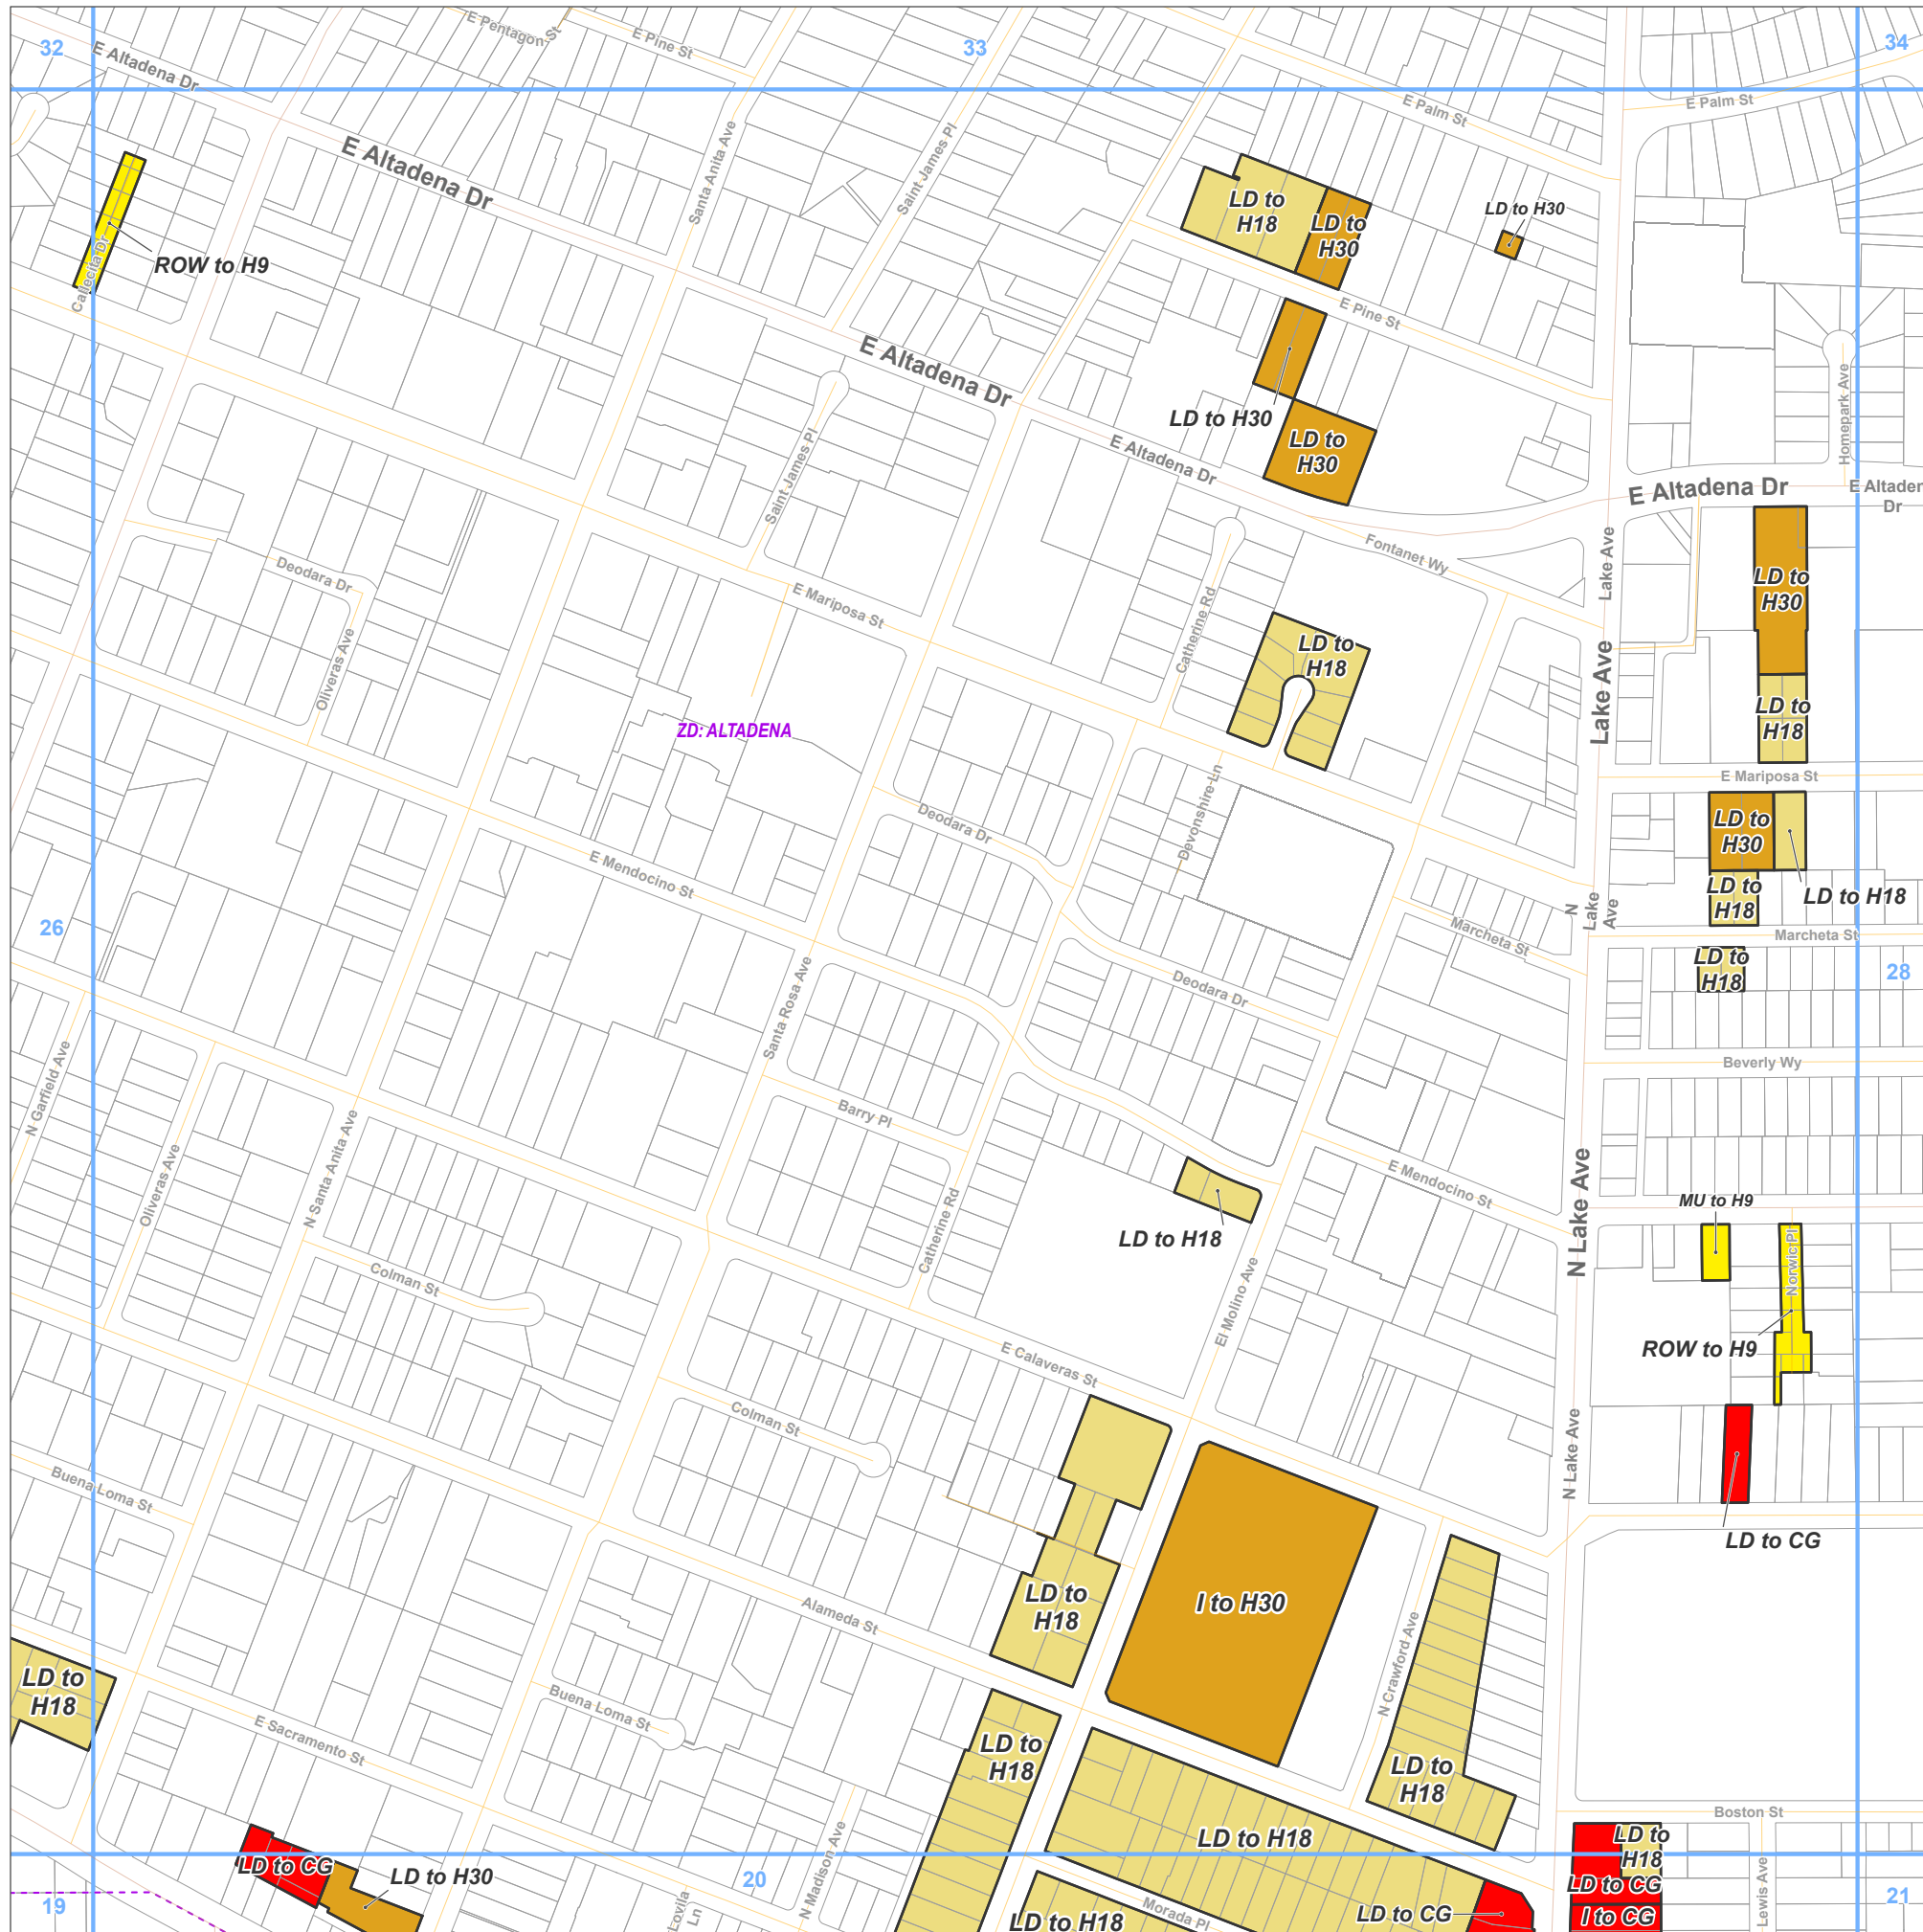 32
33
34
E Altadena Dr
E Pentagon St
E Pine St
E Palm St
E Palm St
E Altadena Dr
Santa Anita Ave
Saint James Pl
LD to
H18
LD to
H30
LD to H30
ROW to H9
Callecita Dr
E Pine St
E Altadena Dr
LD to H30
LD to
H30
E Altadena Dr
Saint James Pl
Homepark Ave
E Altadena Dr
E Altaden
Dr
Fontanet Wy
Lake Ave
Deodara Dr
E Mariposa St
Catherine Rd
LD to
H30
Oliveras Ave
LD to
H18
Lake Ave
LD to
H18
ZD: ALTADENA
E Mariposa St
Deodara Dr
Devonshire Ln
LD to
H30
LD to H18
LD to
H18
E Mendocino St
N
Lake
Ave
26
Marcheta St
Marcheta St
LD to
H18
28
Deodara Dr
Santa Rosa Ave
N Garfield Ave
Beverly Wy
Barry Pl
Oliveras Ave
N Santa Anita Ave
Catherine Rd
E Mendocino St
LD to H18
N Lake Ave
MU to H9
Norwic Pl
Colman St
El Molino Ave
ROW to H9
E Calaveras St
Colman St
N Lake Ave
Buena Loma St
LD to CG
LD to
H18
I to H30
Alameda St
N Crawford Ave
LD to
H18
Buena Loma St
E Sacramento St
LD to
H18
LD to
H18
LD to H18
Boston St
LD to
H18
LD to CG
LD to H30
LD to CG
20
N Madison Ave
Lovila
Ln
19
LD to H18
Morada Pl
LD to CG
I to CG
Lewis Ave
21